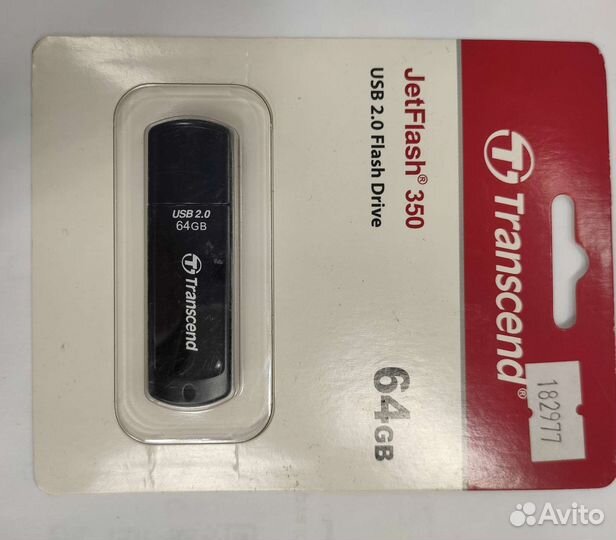 Transcend®
JetFlash® 350
USB 2.0 Flash Drive
64GB
USB 2.0
64GB
Transcend
182977
Avito